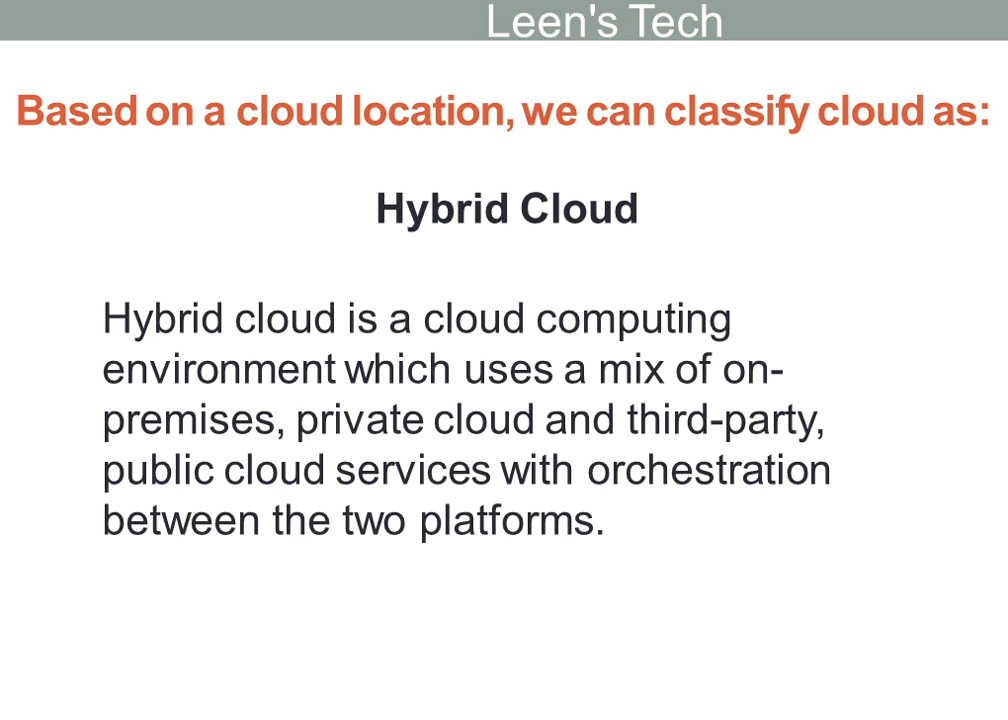 Leen's Tech
Based on a cloud location, we can classify cloud as:
Hybrid Cloud
Hybrid cloud is a cloud computing
environment which uses a mix of on-
premises, private cloud and third-party,
public cloud services with orchestration
between the two platforms.